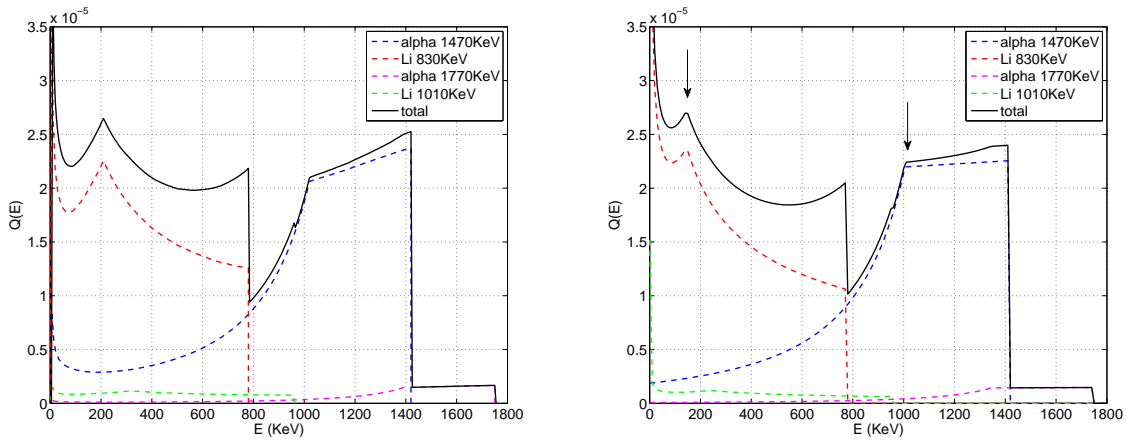 x 10⁻⁵
3.5
3
2.5
2
1.5
1
0.5
0
Q(E)
0 200 400 600 800 1000 1200 1400 1600 1800
E (KeV)
alpha 1470KeV
Li 830KeV
alpha 1770KeV
Li 1010KeV
total
x 10⁻⁵
3.5
3
2.5
2
1.5
1
0.5
0
Q(E)
0 200 400 600 800 1000 1200 1400 1600 1800
E (KeV)
alpha 1470KeV
Li 830KeV
alpha 1770KeV
Li 1010KeV
total